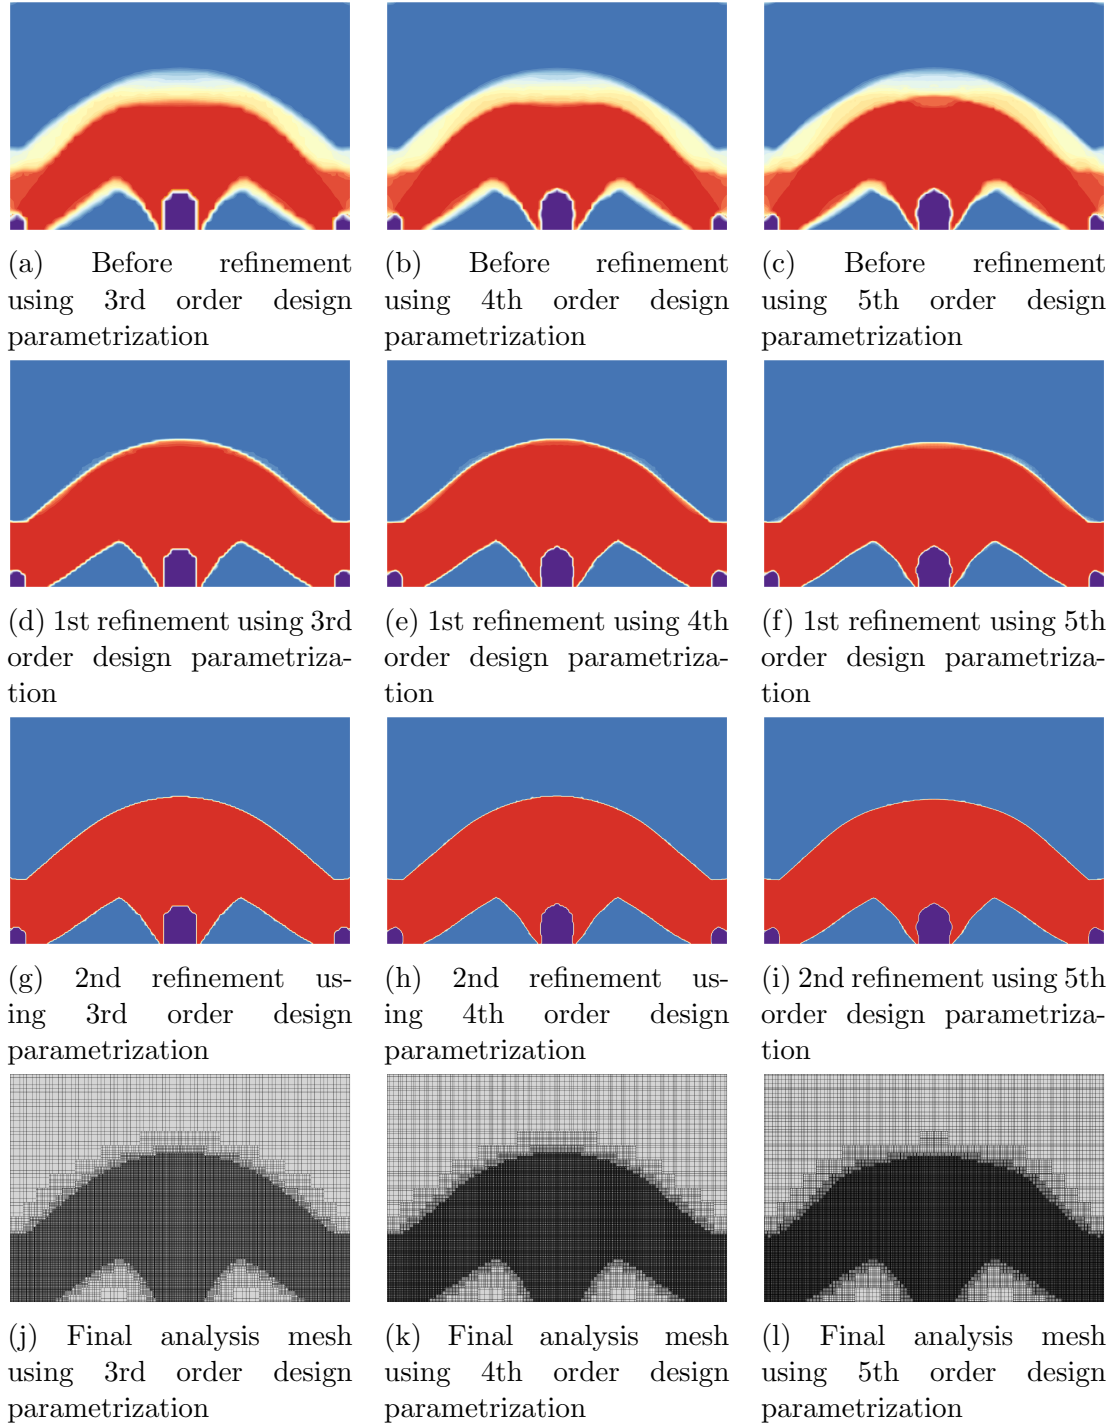 (a) Before refinement
using 3rd order design
parametrization
(b) Before refinement
using 4th order design
parametrization
(c) Before refinement
using 5th order design
parametrization
(d) 1st refinement using 3rd
order design parametriza-
tion
(e) 1st refinement using 4th
order design parametriza-
tion
(f) 1st refinement using 5th
order design parametriza-
tion
(g) 2nd refinement us-
ing 3rd order design
parametrization
(h) 2nd refinement us-
ing 4th order design
parametrization
(i) 2nd refinement using 5th
order design parametriza-
tion
(j) Final analysis mesh
using 3rd order design
parametrization
(k) Final analysis mesh
using 4th order design
parametrization
(l) Final analysis mesh
using 5th order design
parametrization